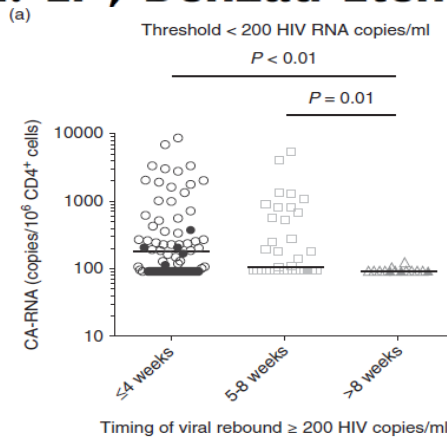 (a)
Threshold < 200 HIV RNA copies/ml
P < 0.01
P = 0.01
CA-RNA (copies/10⁶ CD4⁺ cells)
10000
1000
100
10
≤4 weeks
5-8 weeks
>8 weeks
Timing of viral rebound ≥ 200 HIV copies/ml